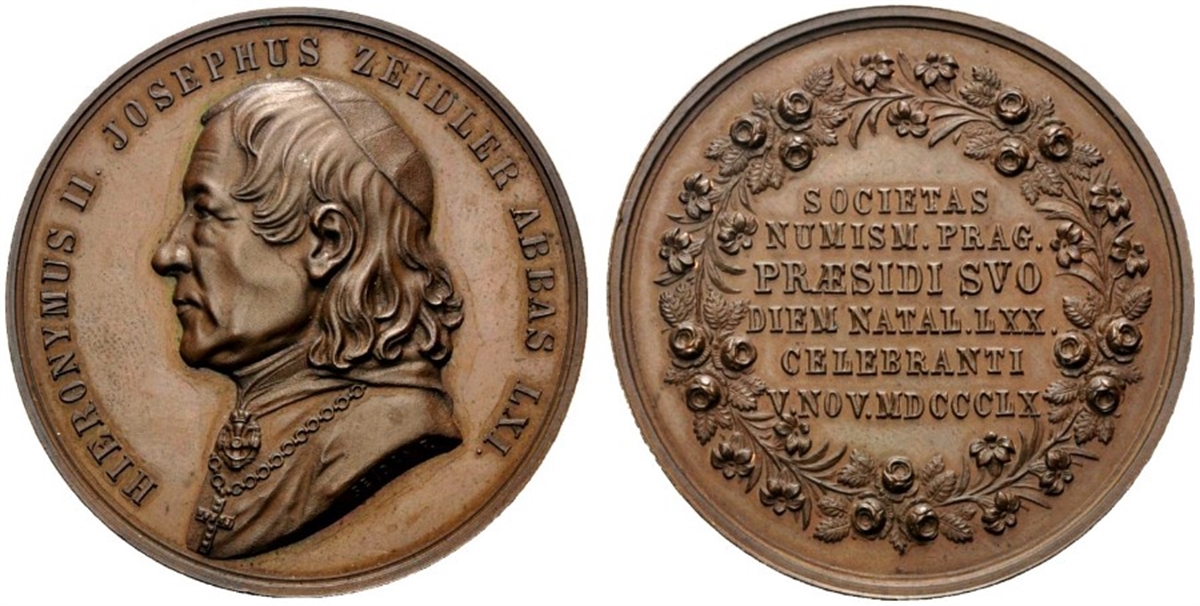 HIERONYMUS II. JOSEPHUS ZEIDLER ABBAS LXI.
SOCIETAS
NUMISM. PRAG.
PRÆSIDI SVO
DIEM NATAL. LXX.
CELEBRANTI
V. NOV. MDCCCLX